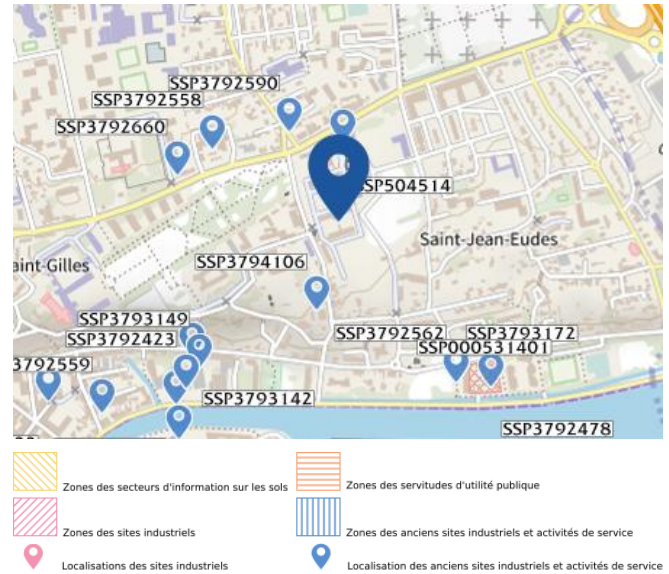 SSP3792590
SSP3792558
SSP3792660
SSP504514
Saint-Jean-Eudes
aint-Gilles
SSP3794106
SSP3793149
SSP3792562
SSP3793172
SSP3792423
SSP000531401
3792559
SSP3793142
SSP3792478
Zones des secteurs d'information sur les sols
Zones des servitudes d'utilité publique
Zones des sites industriels
Zones des anciens sites industriels et activités de service
Localisations des sites industriels
Localisation des anciens sites industriels et activités de service